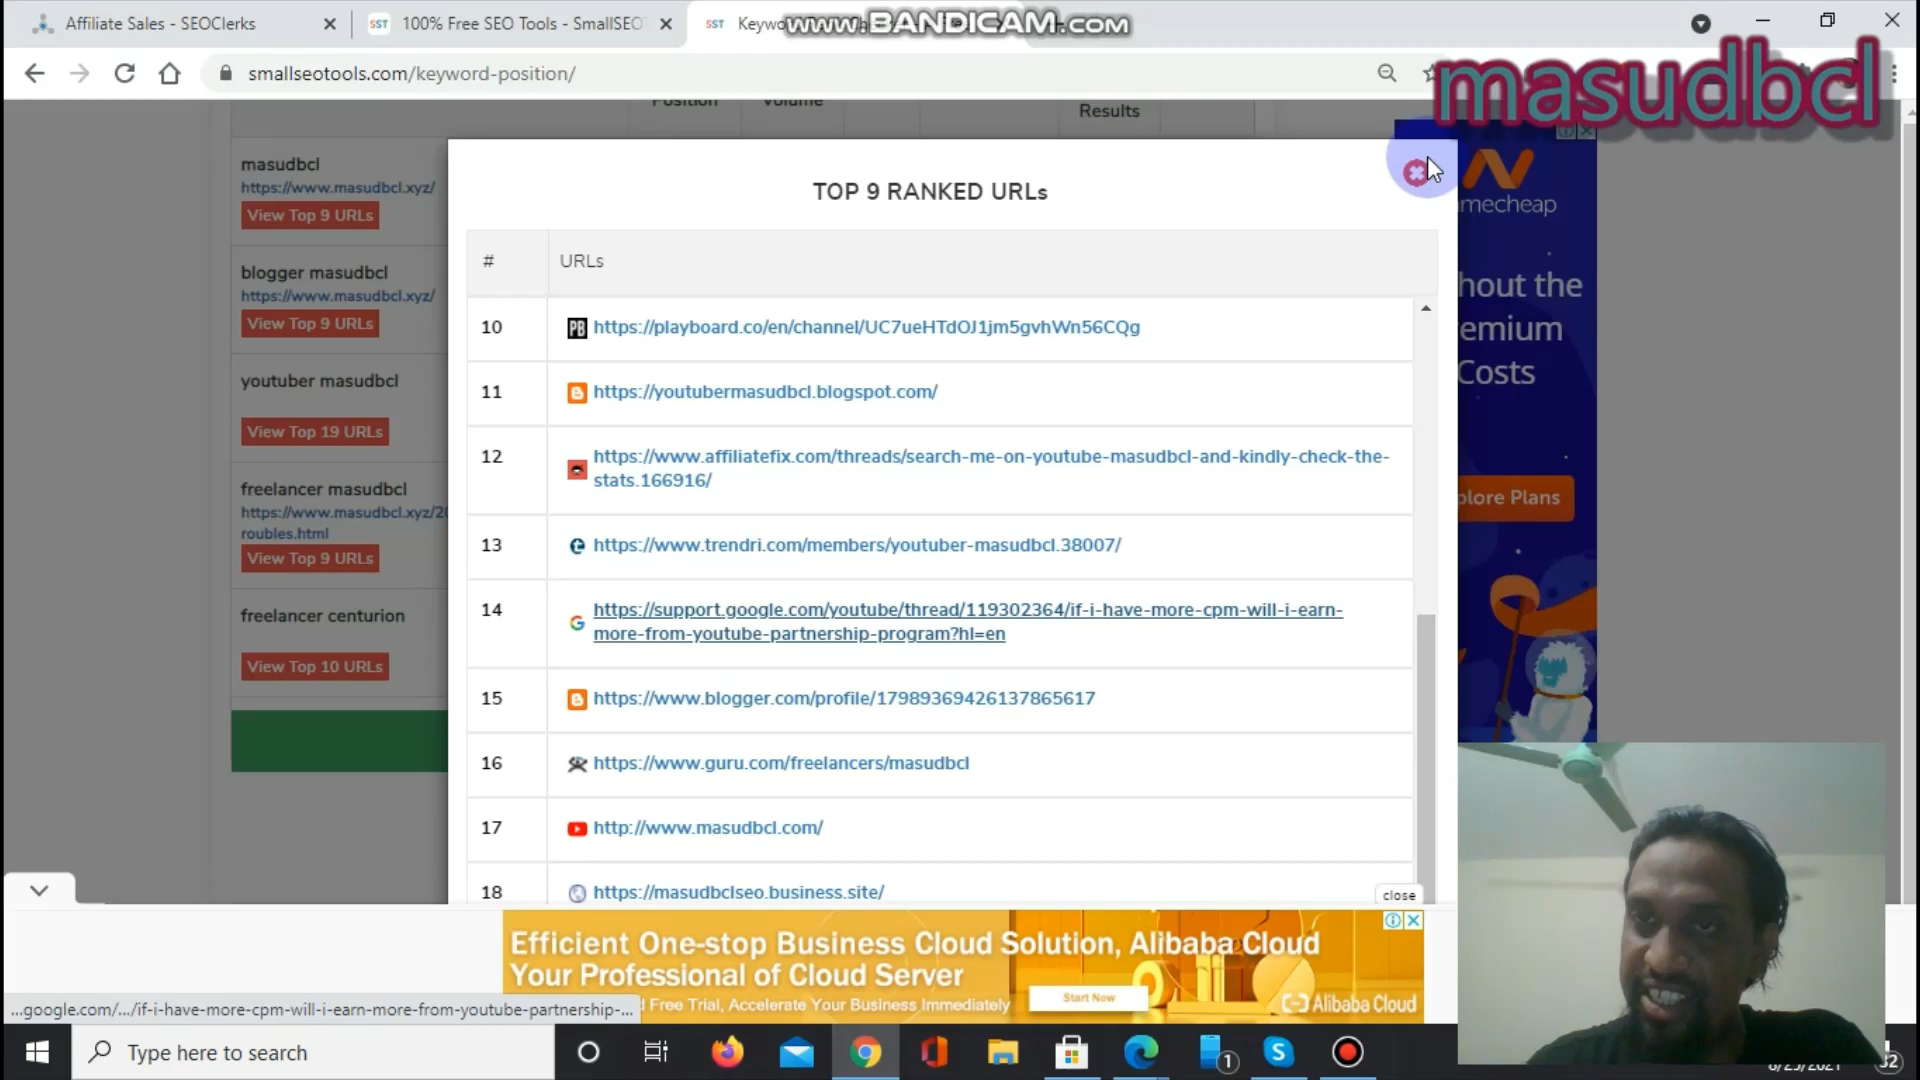 Affiliate Sales - SEOClerks
SST 100% Free SEO Tools - SmallSEO
SST
www.BANDICAM.com
smallseotools.com/keyword-position/
masudbcl
Position
Volume
Results
masudbcl
https://www.masudbcl.xyz/
View Top 9 URLs
blogger masudbcl
https://www.masudbcl.xyz/
View Top 9 URLs
youtuber masudbcl
View Top 19 URLs
freelancer masudbcl
https://www.masudbcl.xyz/20
roubles.html
View Top 9 URLs
freelancer centurion
View Top 10 URLs
TOP 9 RANKED URLs
# URLs
10 PB https://playboard.co/en/channel/UC7ueHTdOJ1jm5gvhWn56CQg
11 https://youtubermasudbcl.blogspot.com/
12 https://www.affiliatefix.com/threads/search-me-on-youtube-masudbcl-and-kindly-check-the-
stats.166916/
13 https://www.trendri.com/members/youtuber-masudbcl.38007/
14 https://support.google.com/youtube/thread/119302364/if-i-have-more-cpm-will-i-earn-
more-from-youtube-partnership-program?hl=en
15 https://www.blogger.com/profile/17989369426137865617
16 https://www.guru.com/freelancers/masudbcl
17 http://www.masudbcl.com/
18 https://masudbclseo.business.site/
close
mecheap
hout the
emium
Costs
plore Plans
Efficient One-stop Business Cloud Solution, Alibaba Cloud
Your Professional of Cloud Server
Free Trial, Accelerate Your Business Immediately
Start Now
Alibaba Cloud
...google.com/.../if-i-have-more-cpm-will-i-earn-more-from-youtube-partnership-...
Type here to search
1